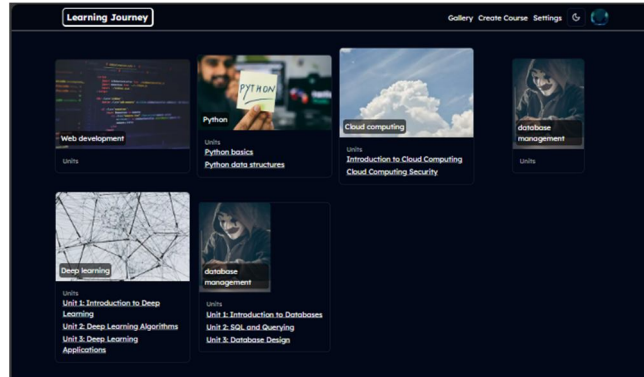 Learning Journey
Gallery Create Course Settings
Web development
Units
PYTHON
Python
Units
Python basics
Python data structures
Cloud computing
Units
Introduction to Cloud Computing
Cloud Computing Security
database
management
Units
Deep learning
Units
Unit 1: Introduction to Deep
Learning
Unit 2: Deep Learning Algorithms
Unit 3: Deep Learning
Applications
database
management
Units
Unit 1: Introduction to Databases
Unit 2: SQL and Querying
Unit 3: Database Design